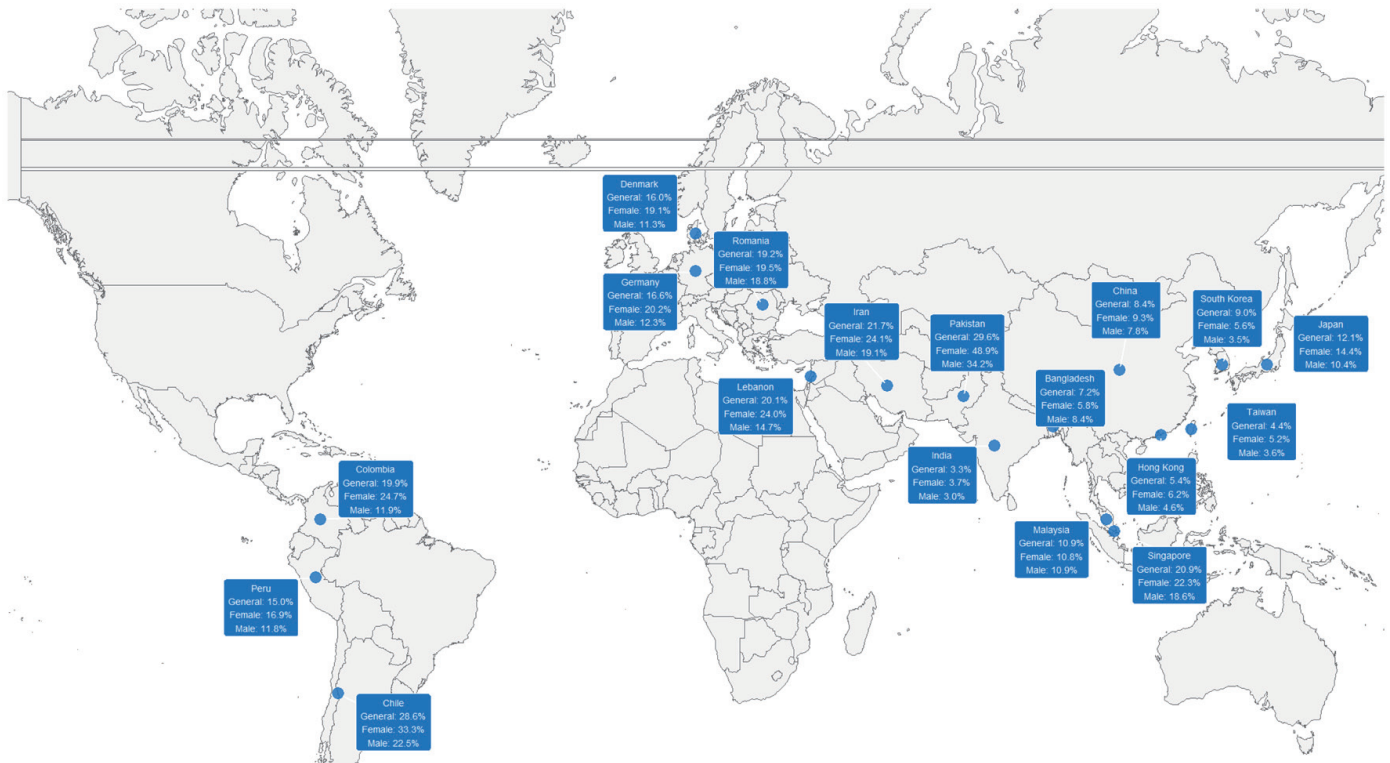 Denmark
General: 16.0%
Female: 19.1%
Male: 11.3%
Romania
General: 19.2%
Female: 19.5%
Male: 18.8%
Germany
General: 16.6%
Female: 20.2%
Male: 12.3%
Iran
General: 21.7%
Female: 24.1%
Male: 19.1%
Pakistan
General: 29.6%
Female: 48.9%
Male: 34.2%
China
General: 8.4%
Female: 9.3%
Male: 7.8%
South Korea
General: 9.0%
Female: 5.6%
Male: 3.5%
Japan
General: 12.1%
Female: 14.4%
Male: 10.4%
Lebanon
General: 20.1%
Female: 24.0%
Male: 14.7%
Bangladesh
General: 7.2%
Female: 5.8%
Male: 8.4%
Taiwan
General: 4.4%
Female: 5.2%
Male: 3.6%
India
General: 3.3%
Female: 3.7%
Male: 3.0%
Hong Kong
General: 5.4%
Female: 6.2%
Male: 4.6%
Colombia
General: 19.9%
Female: 24.7%
Male: 11.9%
Malaysia
General: 10.9%
Female: 10.8%
Male: 10.9%
Singapore
General: 20.9%
Female: 22.3%
Male: 18.6%
Peru
General: 15.0%
Female: 16.9%
Male: 11.8%
Chile
General: 28.6%
Female: 33.3%
Male: 22.5%